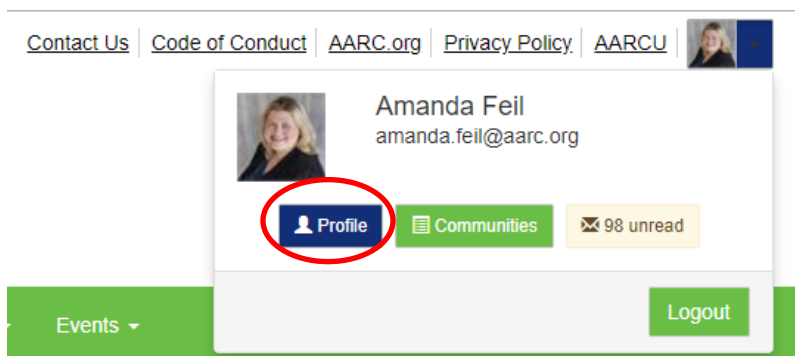 Contact Us Code of Conduct AARC.org Privacy Policy AARCU
Amanda Feil
amanda.feil@aarc.org
Profile Communities 98 unread
Events
Logout